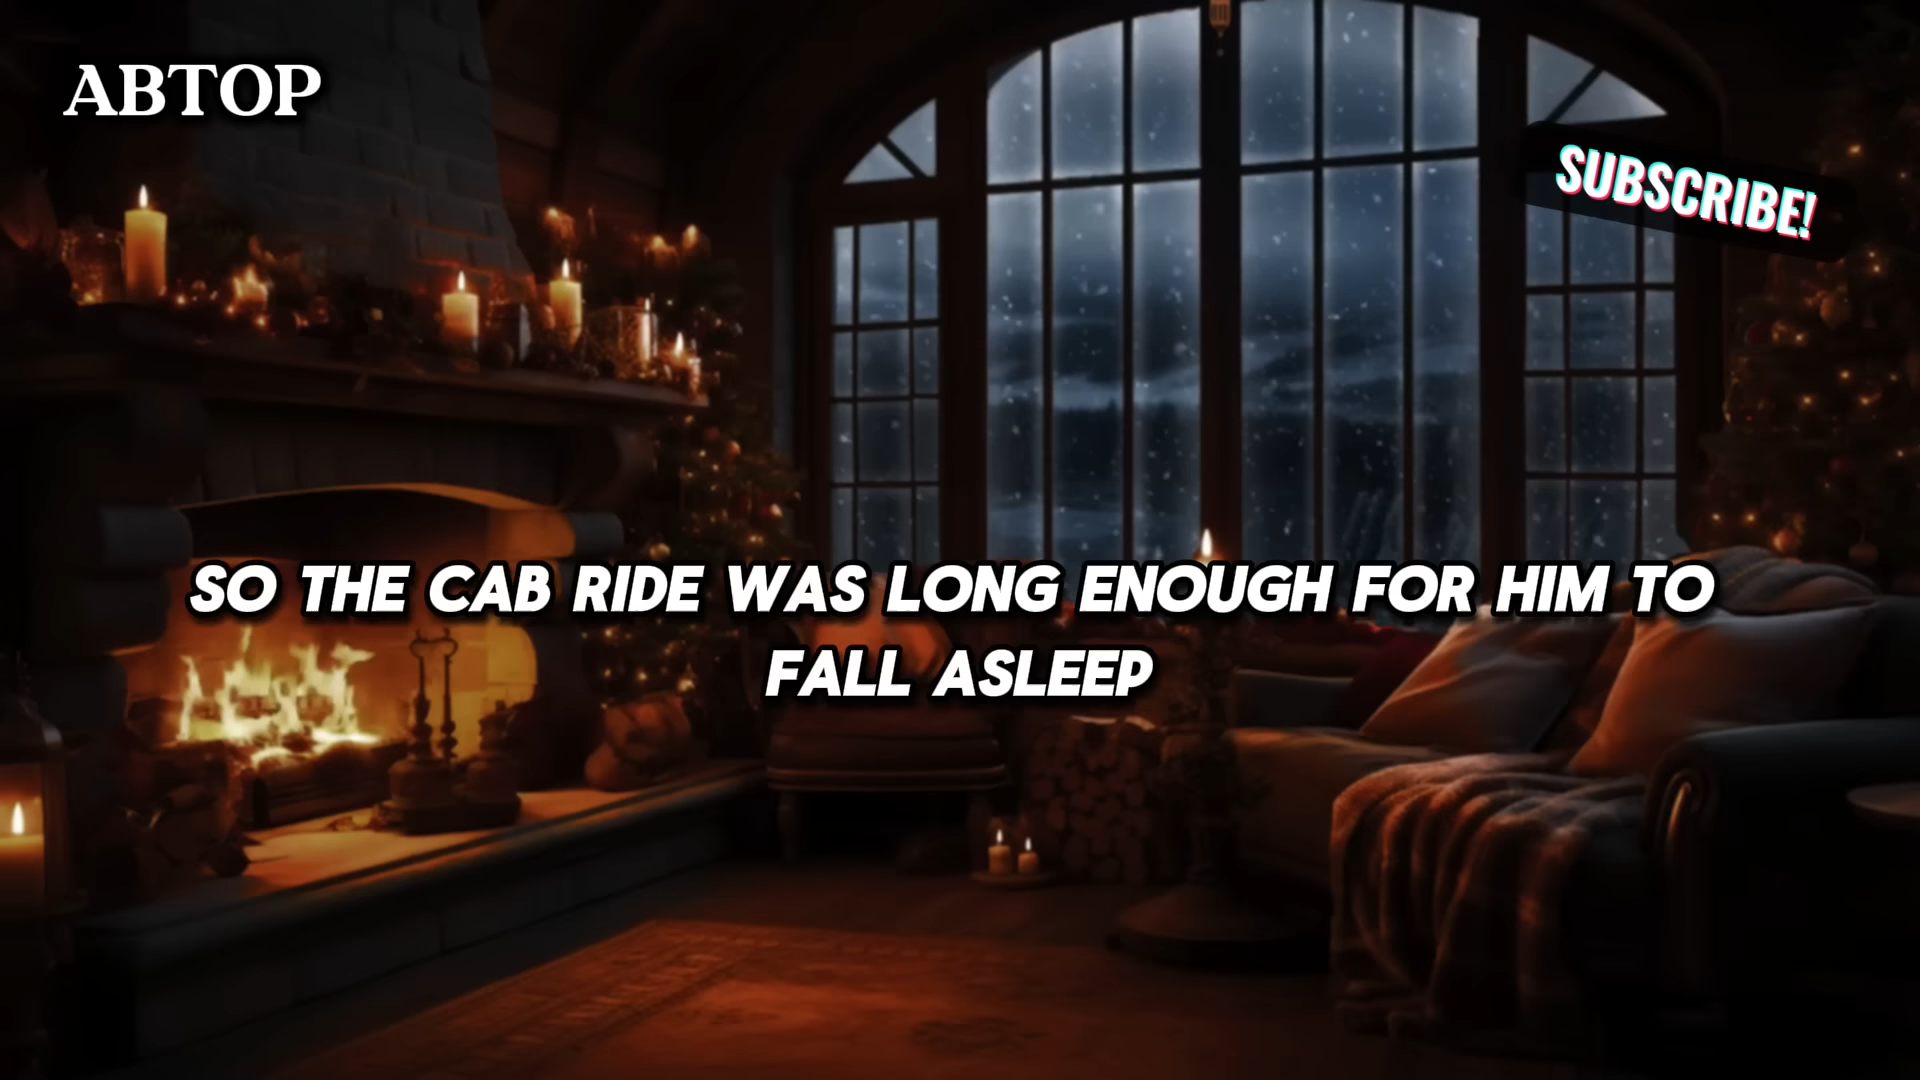 ABTOP
SUBSCRIBE!
SO THE CAB RIDE WAS LONG ENOUGH FOR HIM TO
FALL ASLEEP